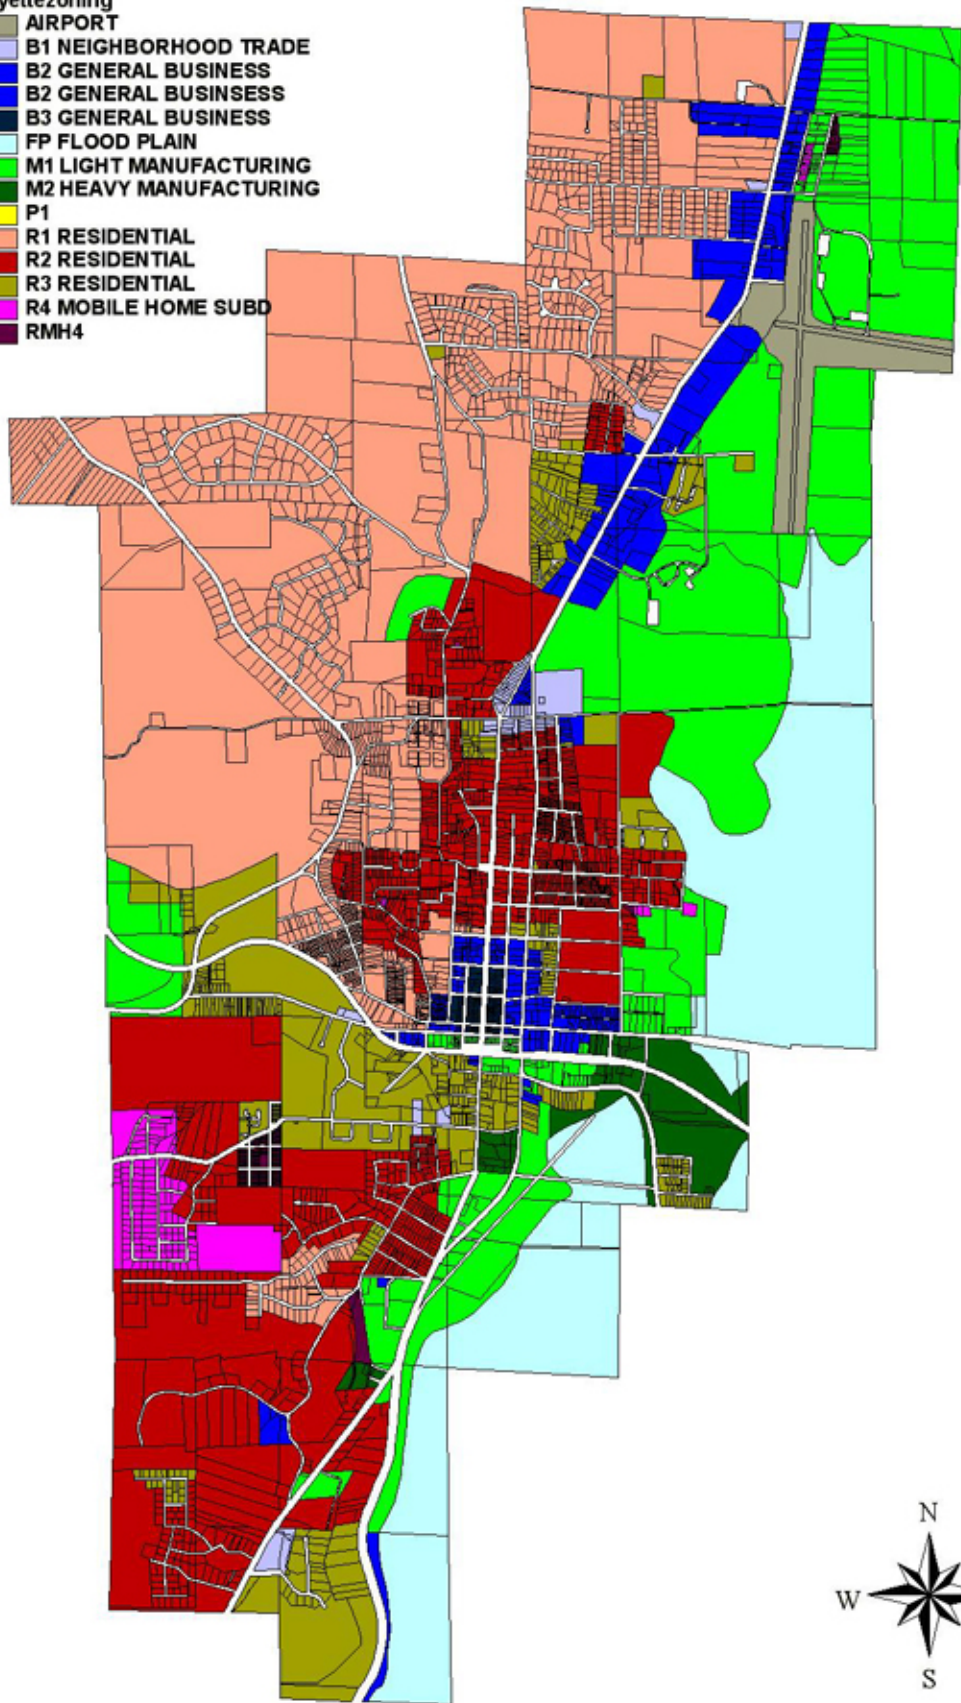 yettezoning
AIRPORT
B1 NEIGHBORHOOD TRADE
B2 GENERAL BUSINESS
B2 GENERAL BUSINSESS
B3 GENERAL BUSINESS
FP FLOOD PLAIN
M1 LIGHT MANUFACTURING
M2 HEAVY MANUFACTURING
P1
R1 RESIDENTIAL
R2 RESIDENTIAL
R3 RESIDENTIAL
R4 MOBILE HOME SUBD
RMH4
N
W
S